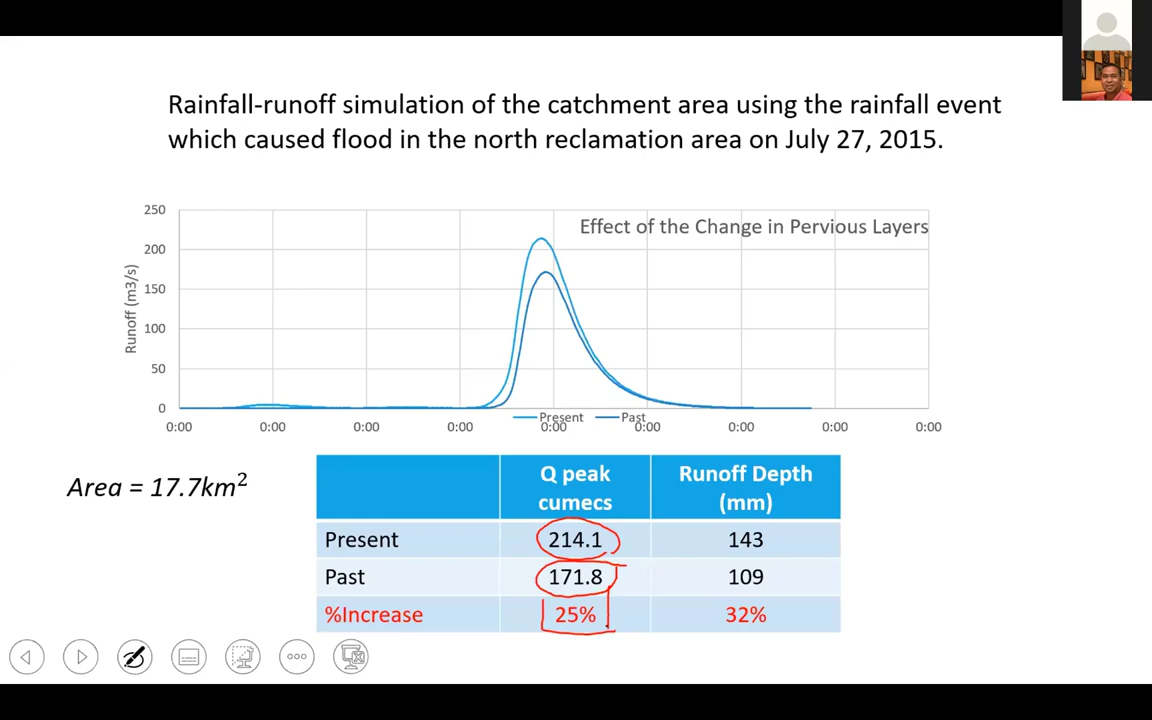 Rainfall-runoff simulation of the catchment area using the rainfall event
which caused flood in the north reclamation area on July 27, 2015.
Effect of the Change in Pervious Layers
Runoff (m3/s)
250
200
150
100
50
0
0:00 0:00 0:00 0:00 0:00 0:00 0:00 0:00 0:00
Present Past
Area = 17.7km²
Q peak cumecs Runoff Depth (mm)
Present 214.1 143
Past 171.8 109
%Increase 25% 32%